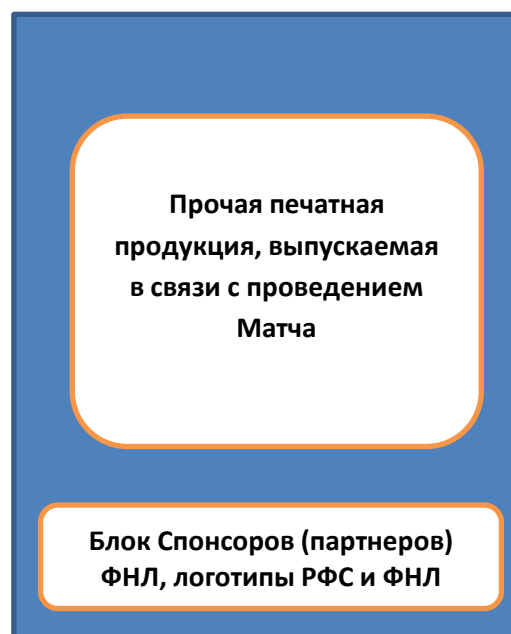 Прочая печатная
продукция, выпускаемая
в связи с проведением
Матча
Блок Спонсоров (партнеров)
ФНЛ, логотипы РФС и ФНЛ